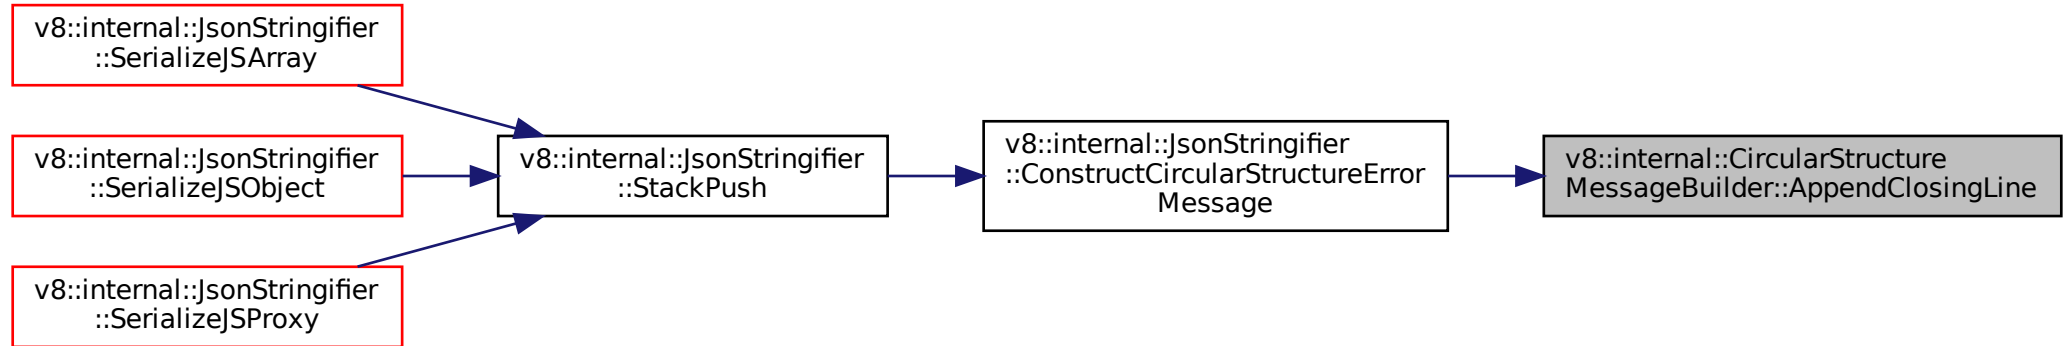 v8::internal::JsonStringifier
::SerializeJSArray
v8::internal::JsonStringifier
::SerializeJSObject
v8::internal::JsonStringifier
::SerializeJSProxy
v8::internal::JsonStringifier
::StackPush
v8::internal::JsonStringifier
::ConstructCircularStructureError
Message
v8::internal::CircularStructure
MessageBuilder::AppendClosingLine